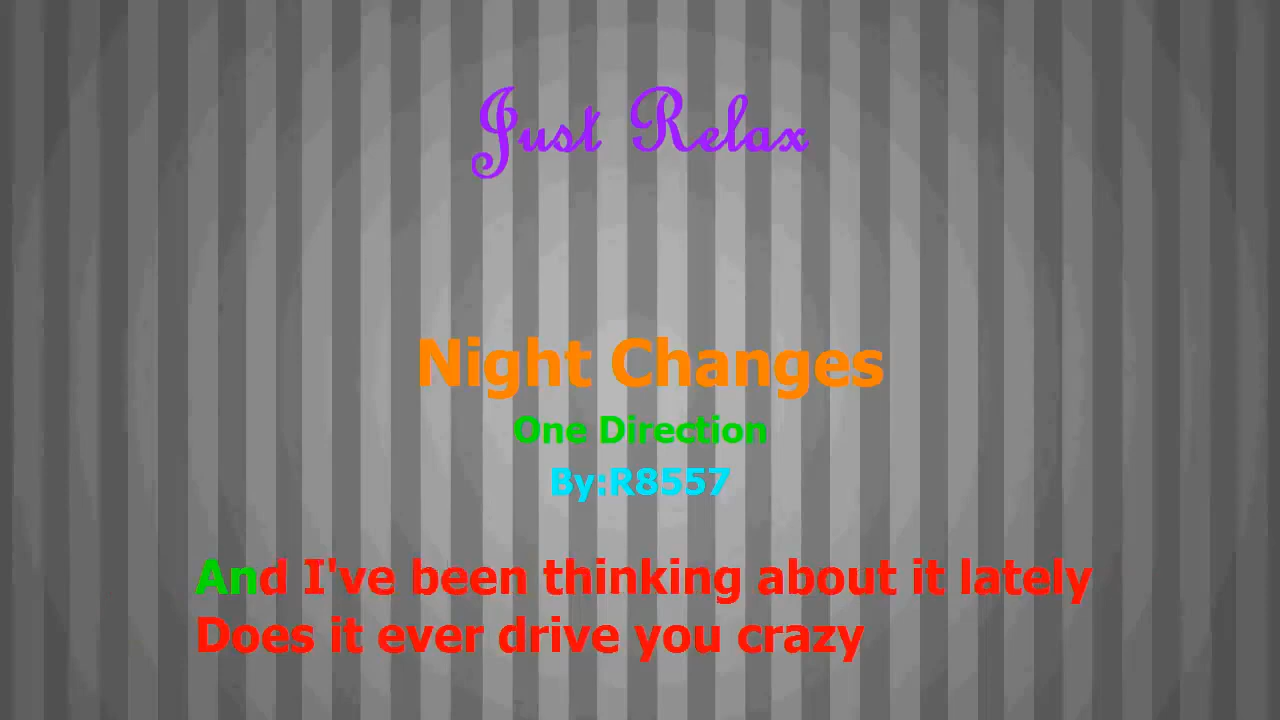 Just Relax
Night Changes
One Direction
By:R8557
And I've been thinking about it lately
Does it ever drive you crazy